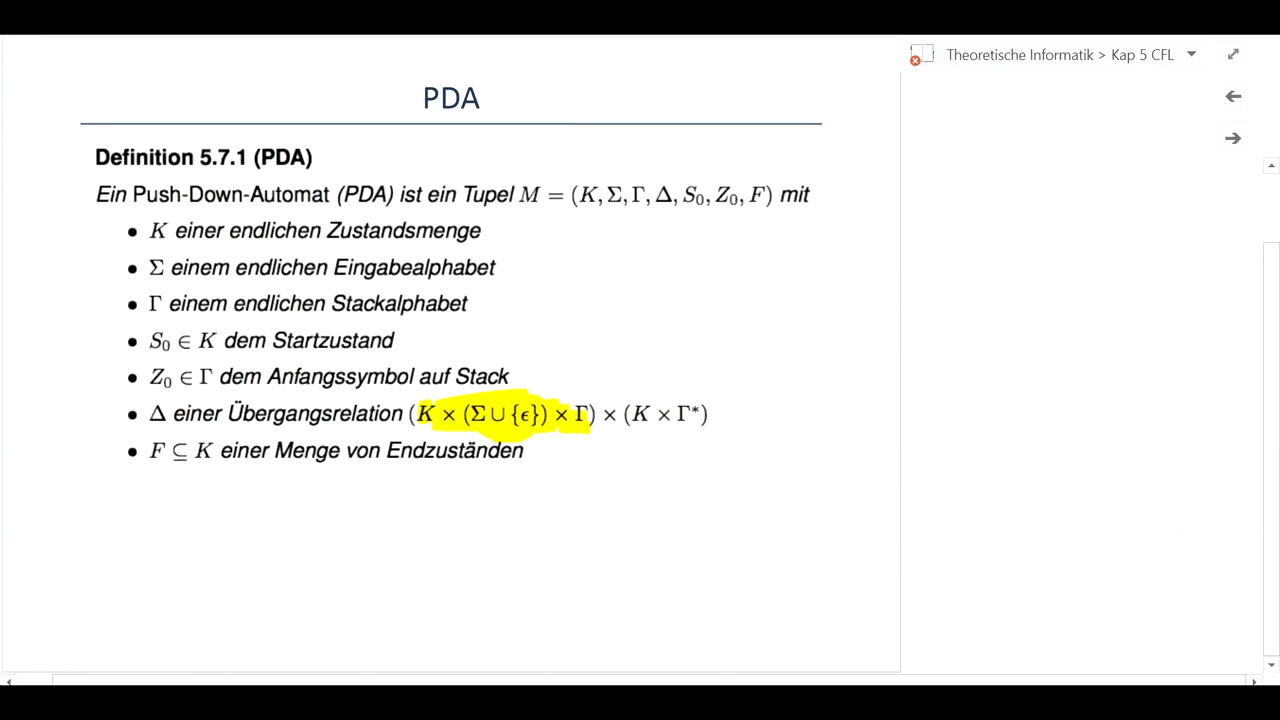 Theoretische Informatik > Kap 5 CFL
PDA
Definition 5.7.1 (PDA)
Ein Push-Down-Automat (PDA) ist ein Tupel M = (K, Σ, Γ, Δ, S₀, Z₀, F) mit
• K einer endlichen Zustandsmenge
• Σ einem endlichen Eingabealphabet
• Γ einem endlichen Stackalphabet
• S₀ ∈ K dem Startzustand
• Z₀ ∈ Γ dem Anfangssymbol auf Stack
• Δ einer Übergangsrelation (K × (Σ ∪ {ϵ}) × Γ) × (K × Γ*)
• F ⊆ K einer Menge von Endzuständen